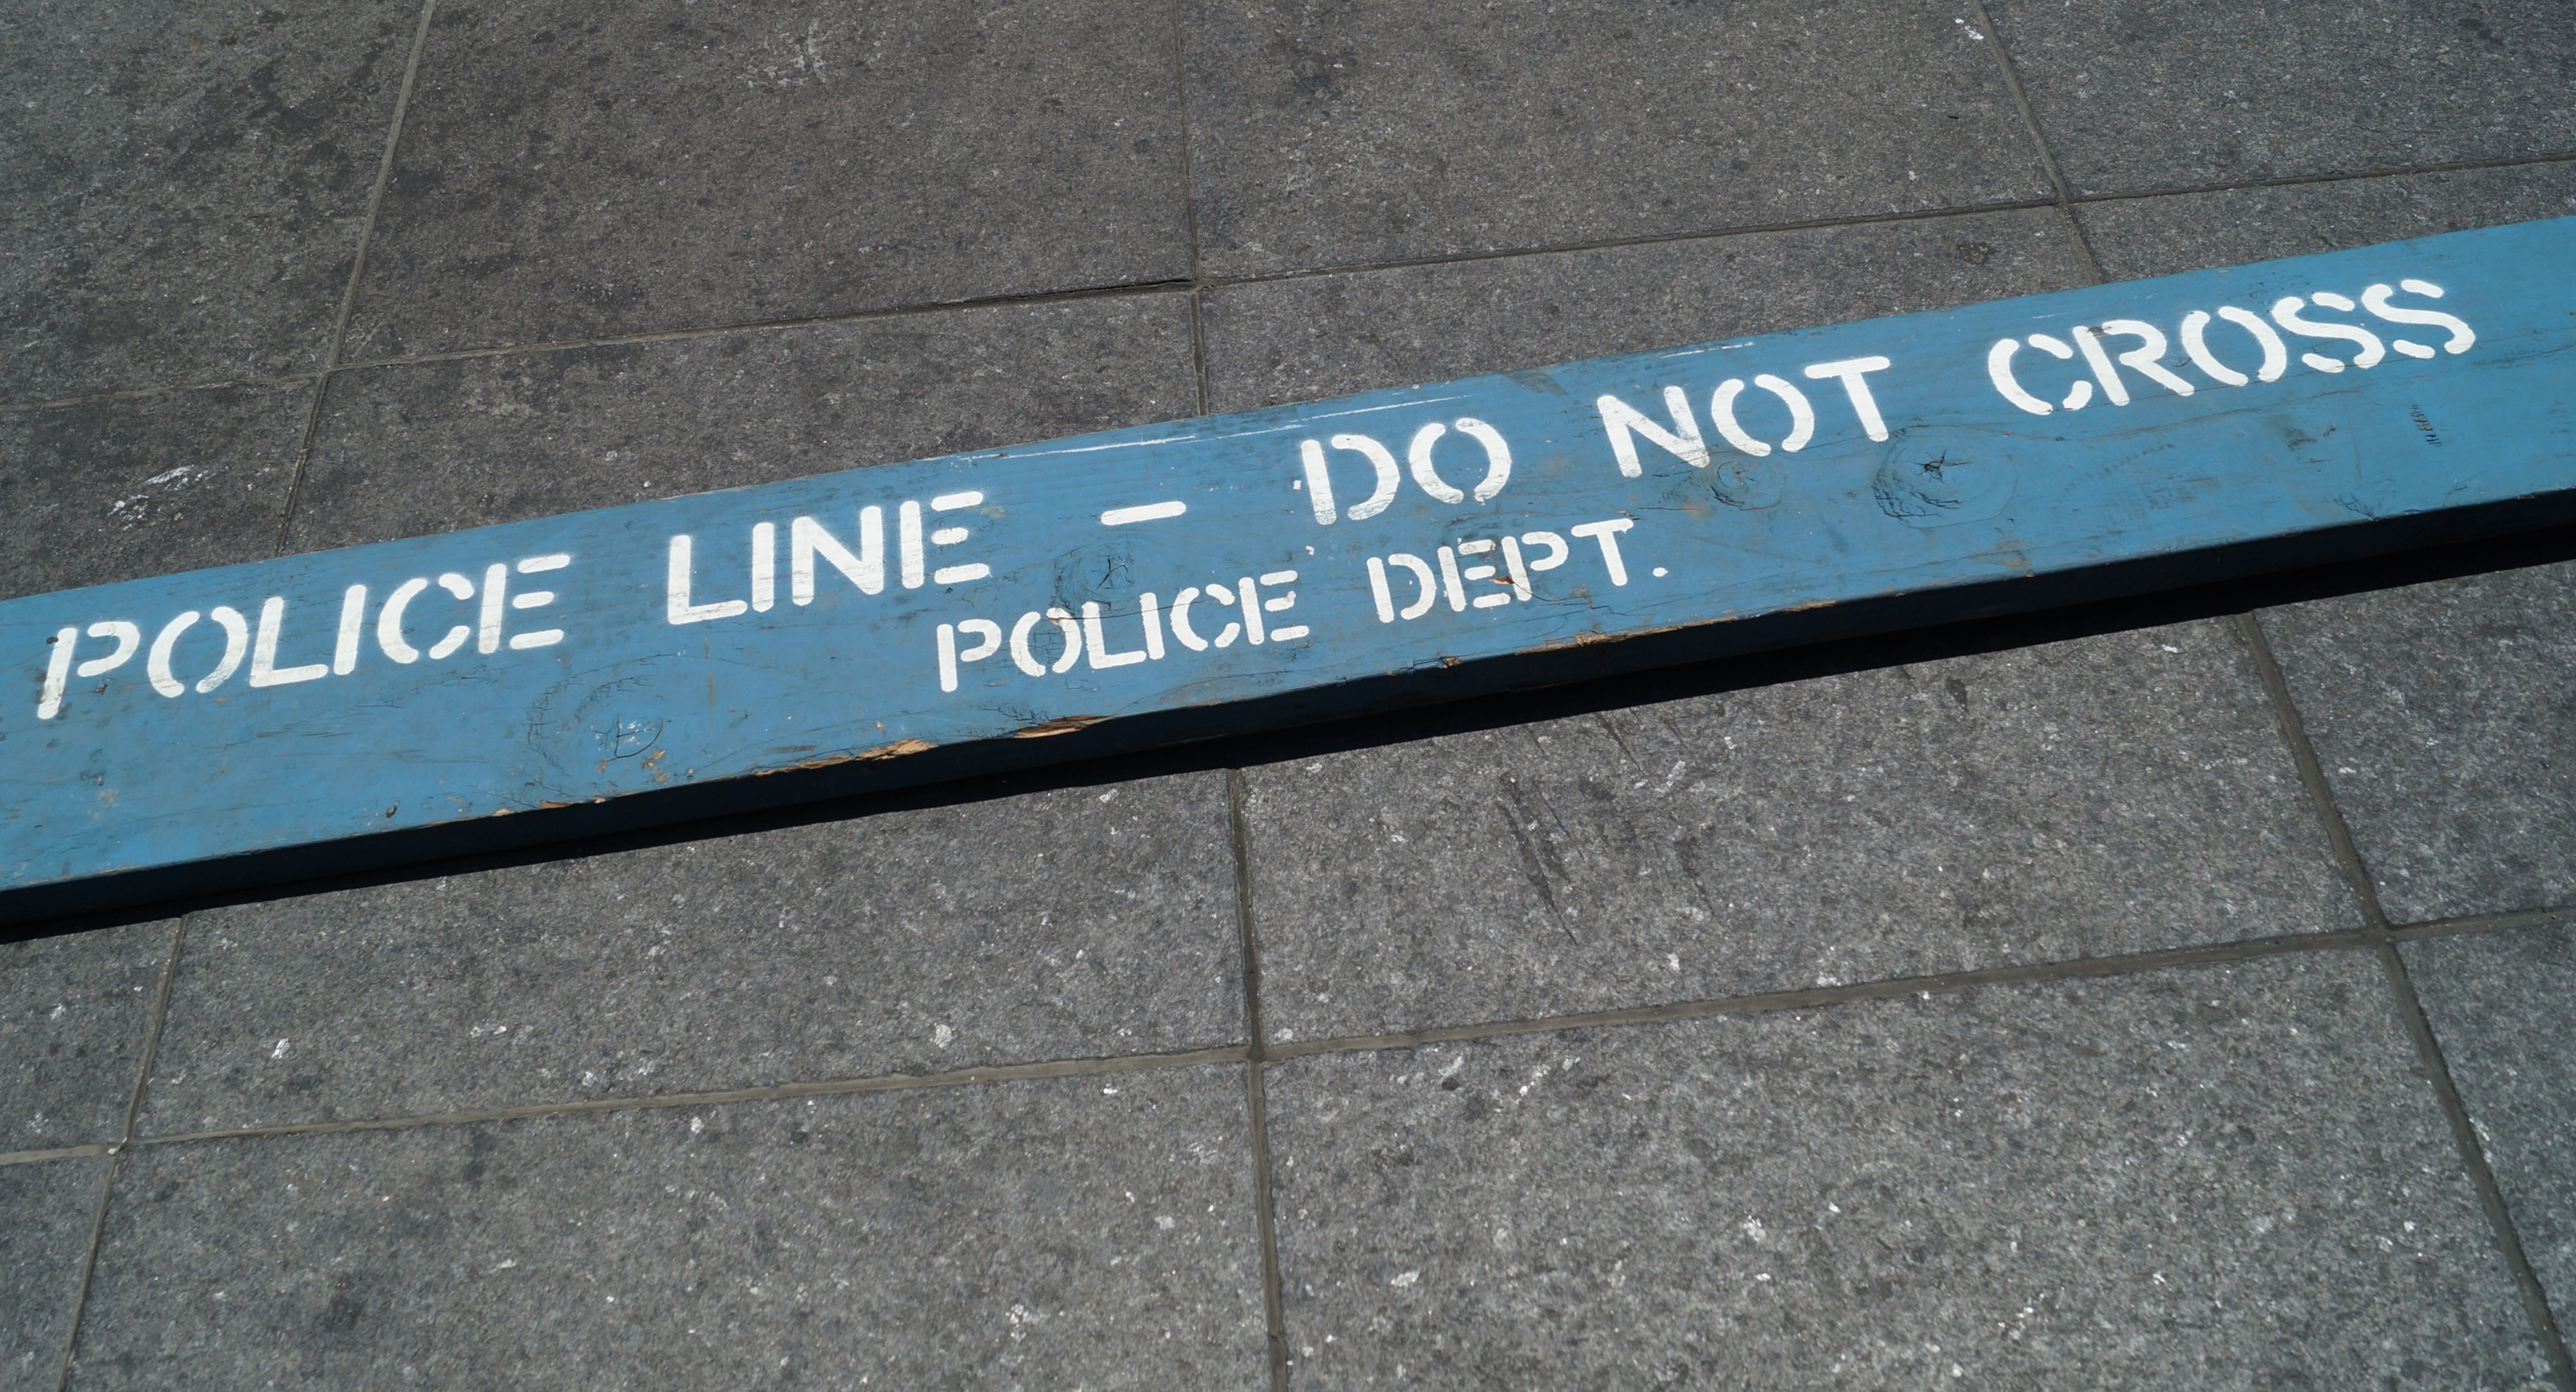 POLICE LINE – DO NOT CROSS
POLICE DEPT.